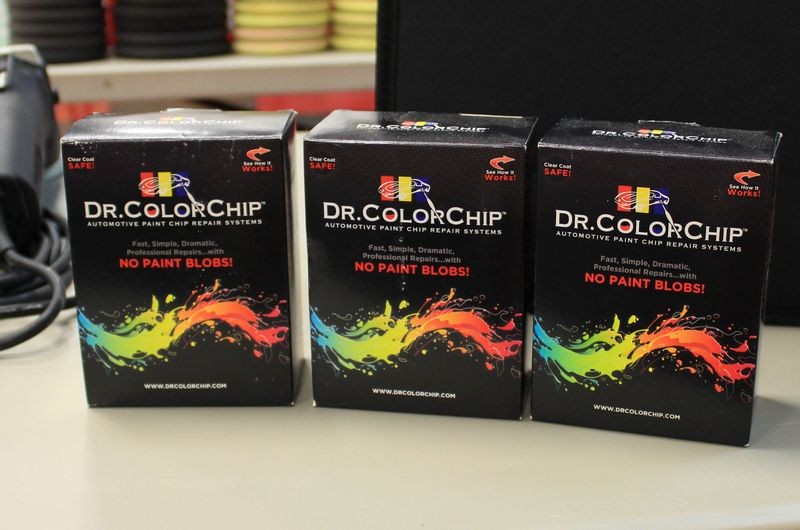 DR.COLORCHIP
Clear Coat
SAFE!
See How it
Works!
DR.COLORCHIP™
AUTOMOTIVE PAINT CHIP REPAIR SYSTEMS
Fast, Simple, Dramatic,
Professional Repairs...with
NO PAINT BLOBS!
WWW.DRCOLORCHIP.COM
DR.COLORCHIP
Clear Coat
SAFE!
See How it
Works!
DR.COLORCHIP™
AUTOMOTIVE PAINT CHIP REPAIR SYSTEMS
Fast, Simple, Dramatic,
Professional Repairs...with
NO PAINT BLOBS!
WWW.DRCOLORCHIP.COM
DR.COLORCHIP
Clear Coat
SAFE!
See How it
Works!
DR.COLORCHIP™
AUTOMOTIVE PAINT CHIP REPAIR SYSTEMS
Fast, Simple, Dramatic,
Professional Repairs...with
NO PAINT BLOBS!
WWW.DRCOLORCHIP.COM